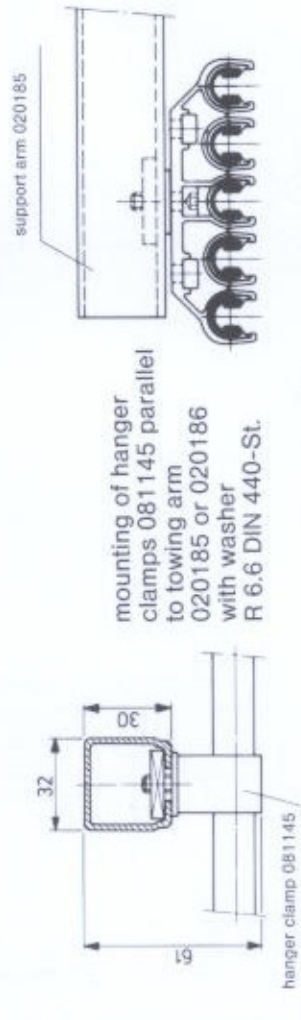 support arm 020185
mounting of hanger
clamps 081145 parallel
to towing arm
020185 or 020186
with washer
R 6.6 DIN 440-St.
32
30
61
hanger clamp 081145